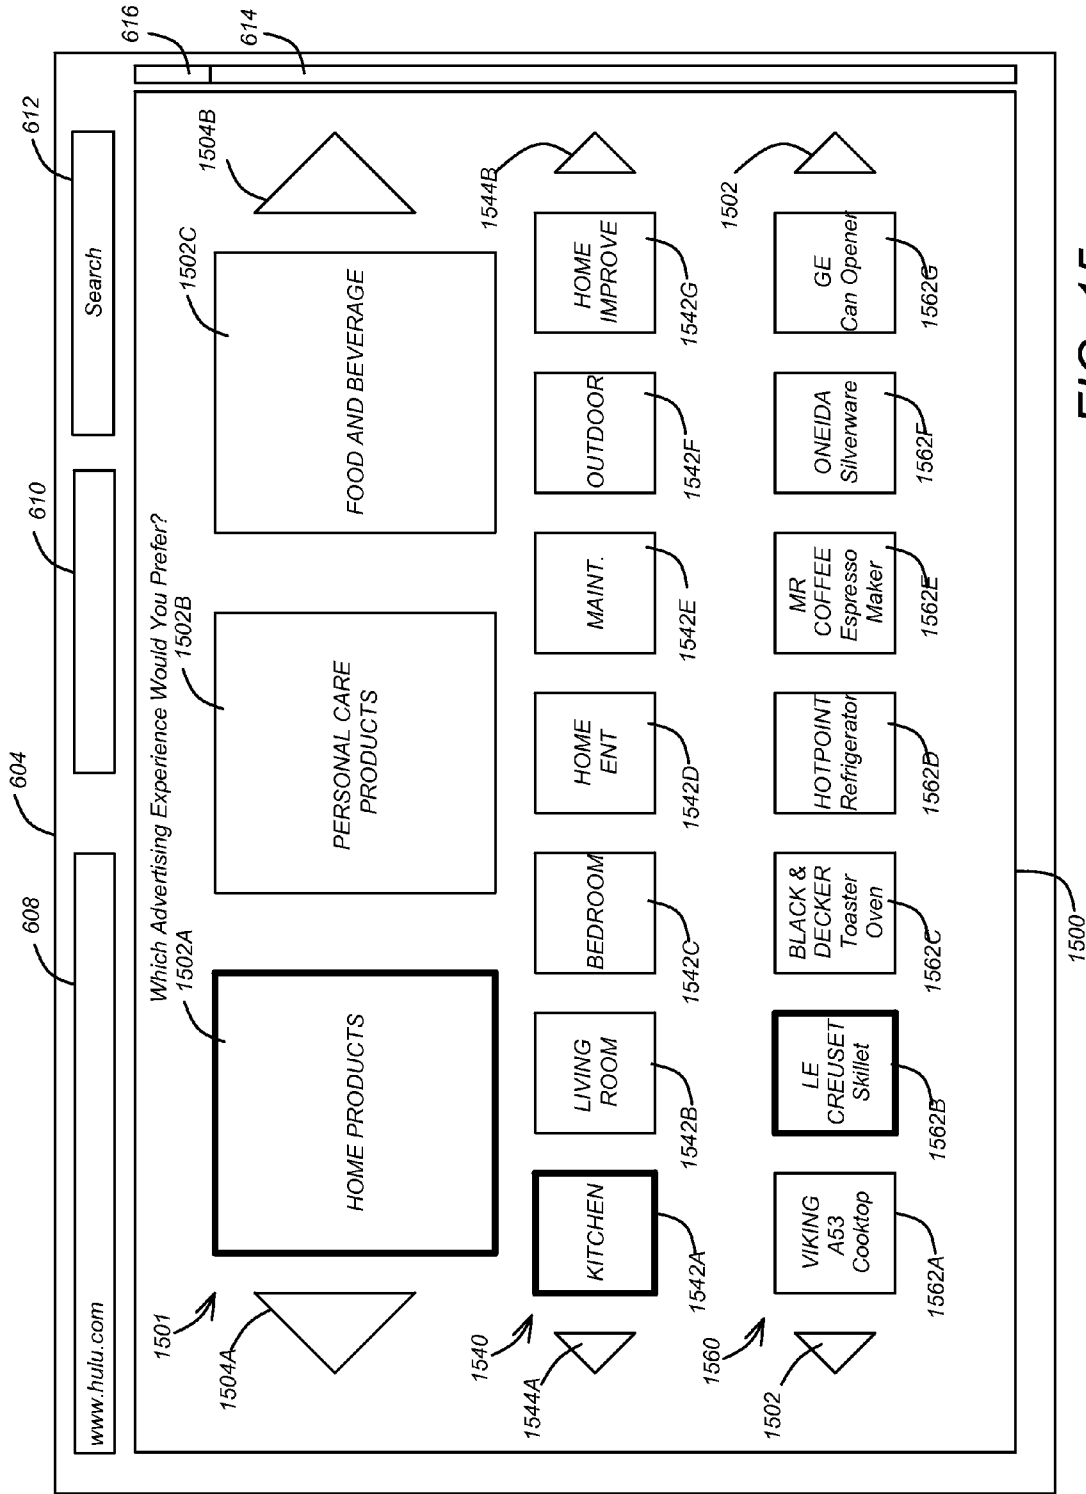 604
608
610
612
616
614
www.hulu.com
Search
Which Advertising Experience Would You Prefer?
1501
1502A
1502B
1502C
1504B
1504A
HOME PRODUCTS
PERSONAL CARE
PRODUCTS
FOOD AND BEVERAGE
1540
1544B
1544A
KITCHEN
LIVING
ROOM
BEDROOM
HOME
ENT
MAINT.
OUTDOOR
HOME
IMPROVE
1542A
1542B
1542C
1542D
1542E
1542F
1542G
1560
1502
1502
VIKING
A53
Cooktop
LE
CREUSET
Skillet
BLACK &
DECKER
Toaster
Oven
HOTPOINT
Refrigerator
MR
COFFEE
Espresso
Maker
ONEIDA
Silverware
GE
Can Opener
1562A
1562B
1562C
1562D
1562E
1562F
1562G
1500